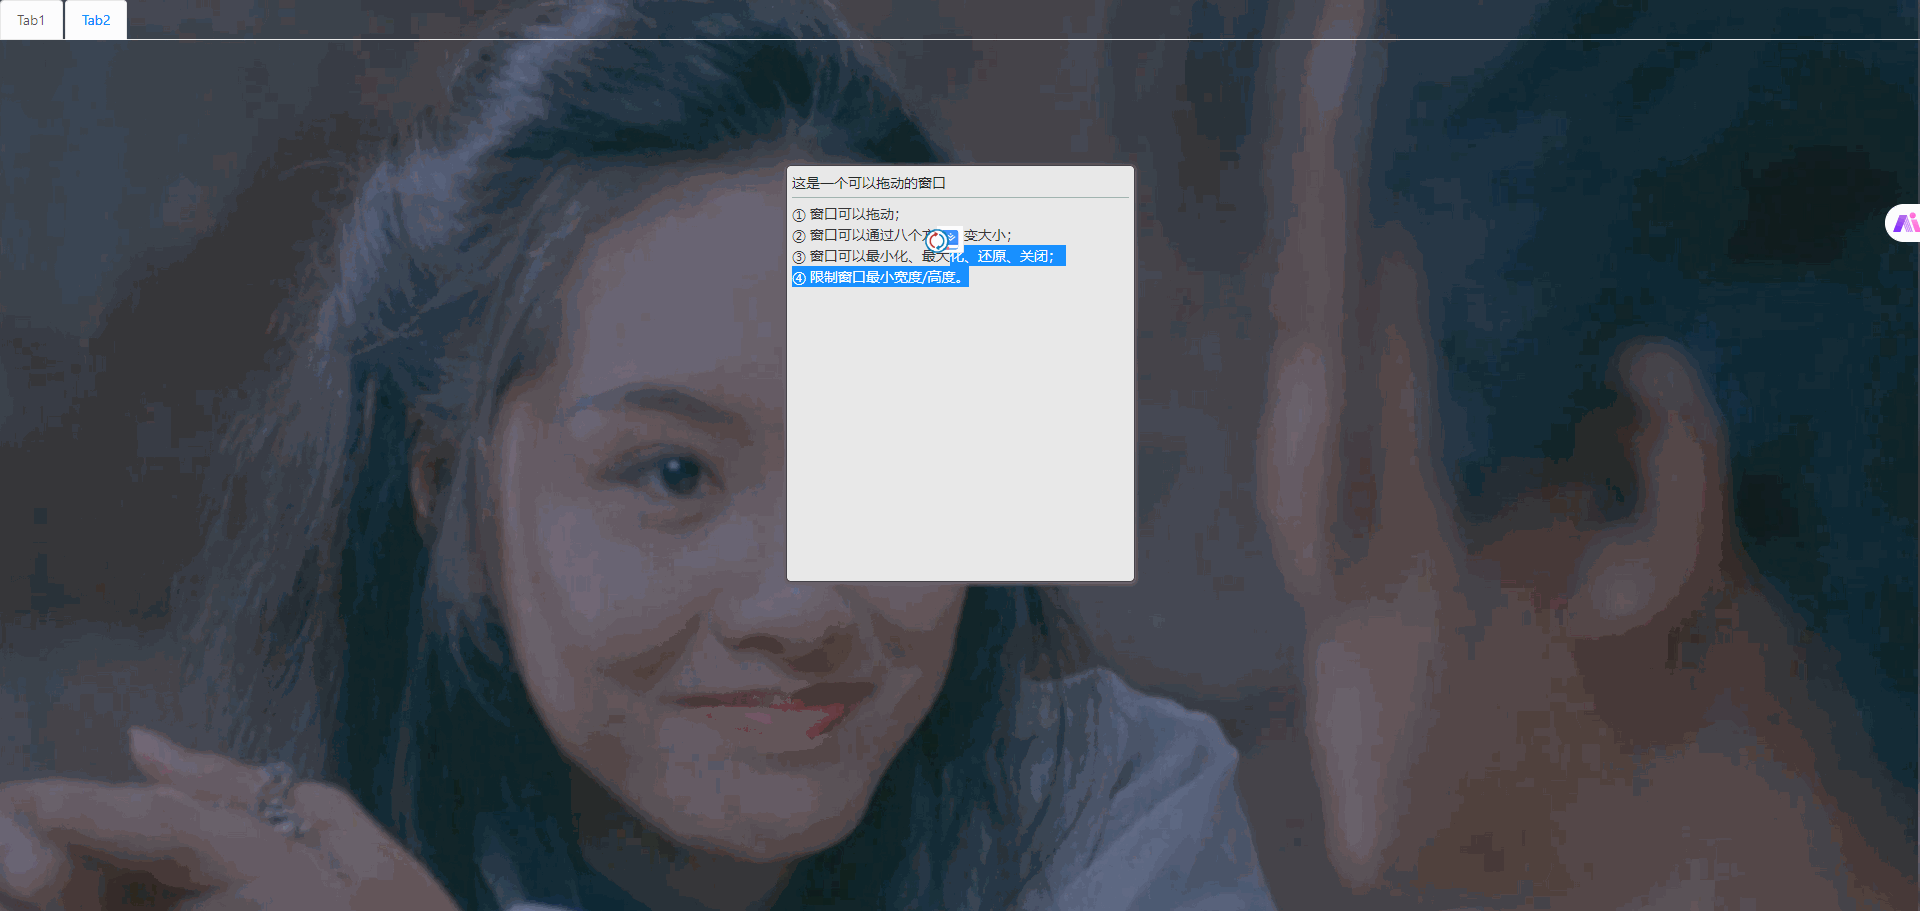 Tab1
Tab2
这是一个可以拖动的窗口
① 窗口可以拖动；
② 窗口可以通过八个 变大小；
③ 窗口可以最小化、最大化、还原、关闭；
④ 限制窗口最小宽度/高度。